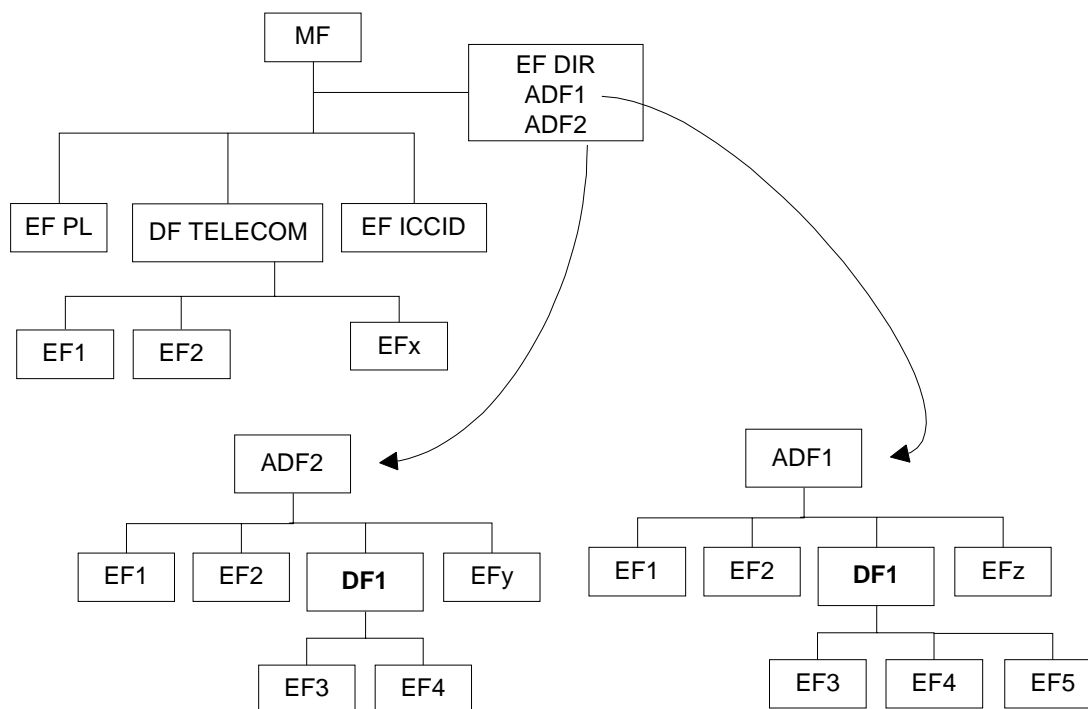 MF
EF DIR
ADF1
ADF2
EF PL
DF TELECOM
EF ICCID
EF1
EF2
EFx
ADF2
ADF1
EF1
EF2
DF1
EFy
EF1
EF2
DF1
EFz
EF3
EF4
EF3
EF4
EF5